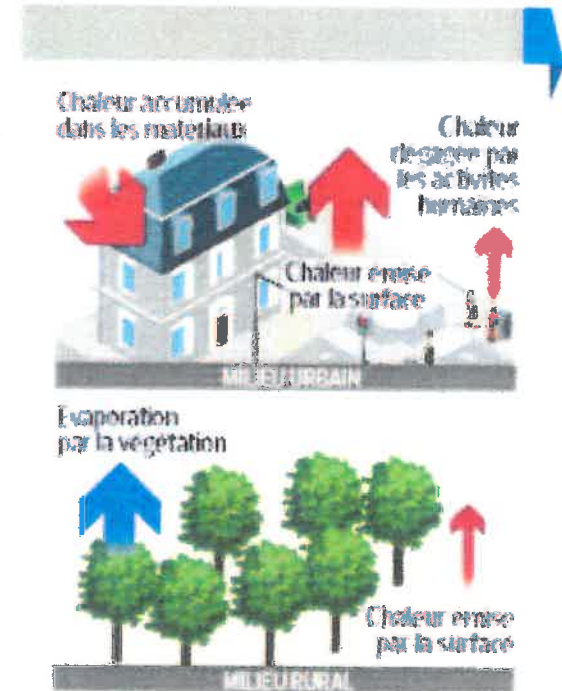 Chaleur accumulée
dans les matériaux
Chaleur
dégagée par
les activités
humaines
Chaleur émise
par la surface
MILIEU URBAIN
Evaporation
par la végétation
Chaleur émise
par la surface
MILIEU RURAL